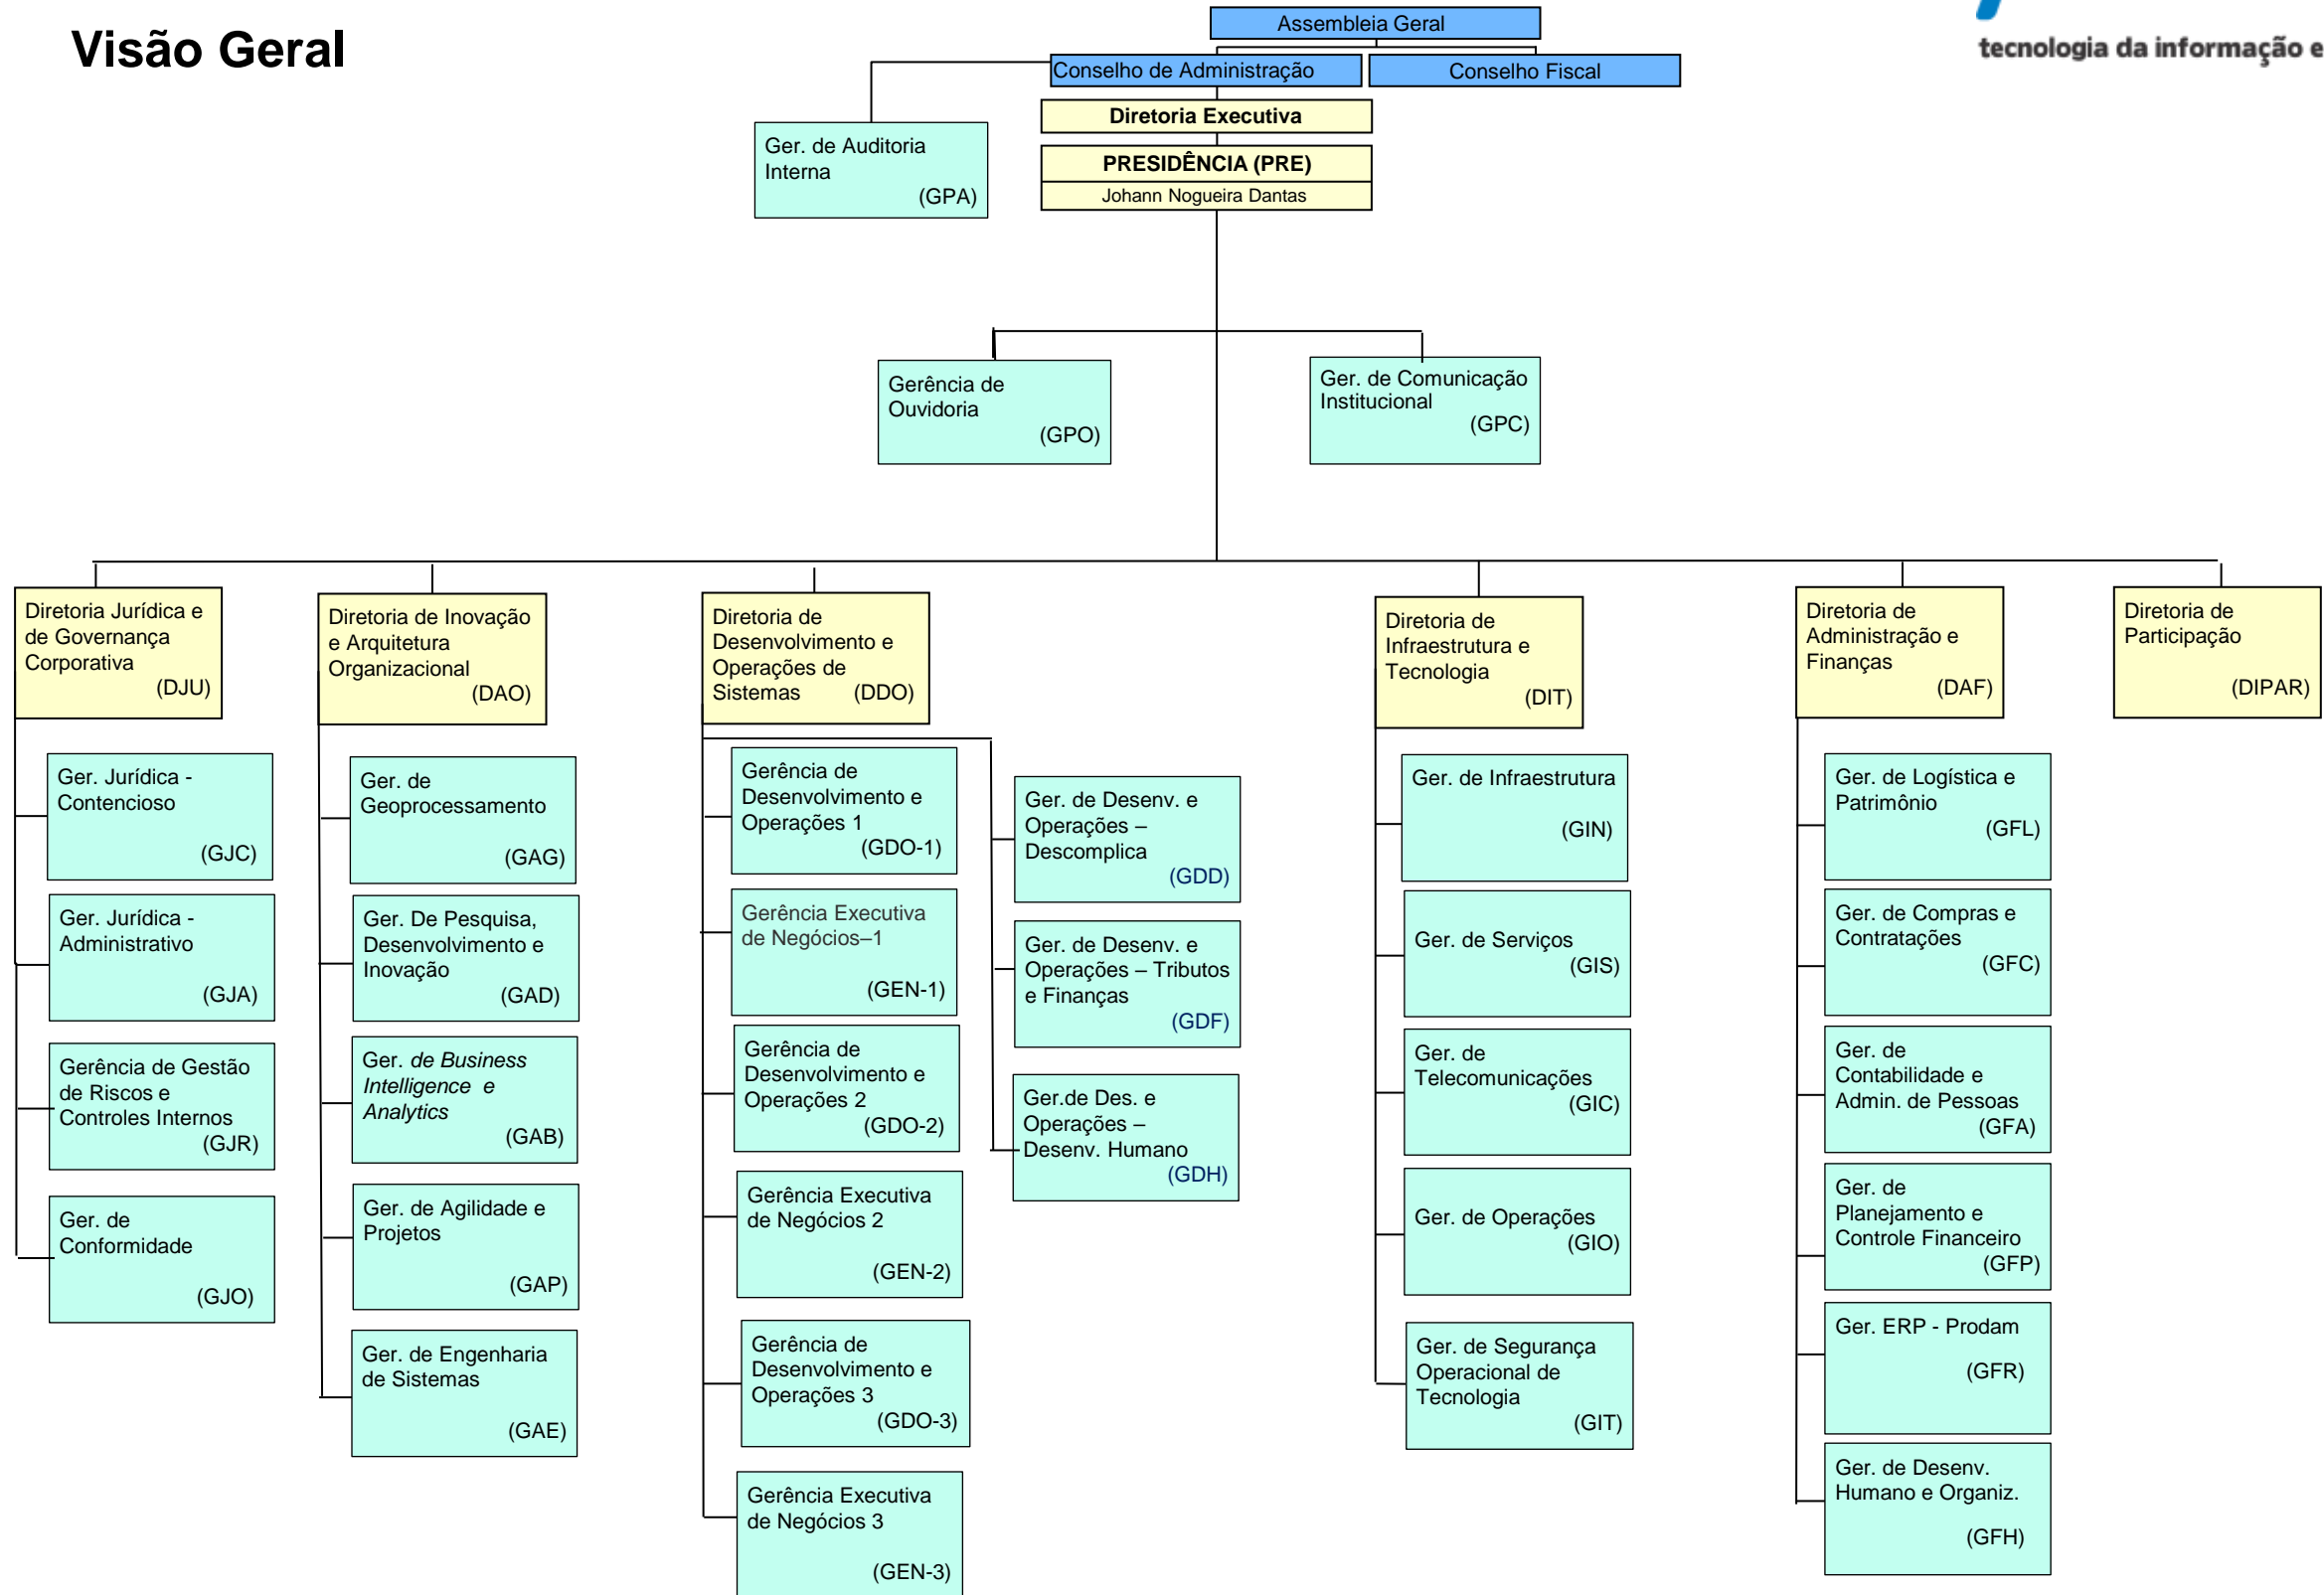 Visão Geral
Assembleia Geral
tecnologia da informação e
Conselho de Administração
Conselho Fiscal
Diretoria Executiva
Ger. de Auditoria
Interna
(GPA)
PRESIDÊNCIA (PRE)
Johann Nogueira Dantas
Gerência de
Ouvidoria
(GPO)
Ger. de Comunicação
Institucional
(GPC)
Diretoria Jurídica e
de Governança
Corporativa
(DJU)
Ger. Jurídica -
Contencioso
(GJC)
Ger. Jurídica -
Administrativo
(GJA)
Gerência de Gestão
de Riscos e
Controles Internos
(GJR)
Ger. de
Conformidade
(GJO)
Diretoria de Inovação
e Arquitetura
Organizacional
(DAO)
Ger. de
Geoprocessamento
(GAG)
Ger. De Pesquisa,
Desenvolvimento e
Inovação
(GAD)
Ger. de Business
Intelligence e
Analytics
(GAB)
Ger. de Agilidade e
Projetos
(GAP)
Ger. de Engenharia
de Sistemas
(GAE)
Diretoria de
Desenvolvimento e
Operações de
Sistemas (DDO)
Gerência de
Desenvolvimento e
Operações 1
(GDO-1)
Gerência Executiva
de Negócios–1
(GEN-1)
Gerência de
Desenvolvimento e
Operações 2
(GDO-2)
Gerência Executiva
de Negócios 2
(GEN-2)
Gerência de
Desenvolvimento e
Operações 3
(GDO-3)
Gerência Executiva
de Negócios 3
(GEN-3)
Ger. de Desenv. e
Operações –
Descomplica
(GDD)
Ger. de Desenv. e
Operações – Tributos
e Finanças
(GDF)
Ger.de Des. e
Operações –
Desenv. Humano
(GDH)
Diretoria de
Infraestrutura e
Tecnologia
(DIT)
Ger. de Infraestrutura
(GIN)
Ger. de Serviços
(GIS)
Ger. de
Telecomunicações
(GIC)
Ger. de Operações
(GIO)
Ger. de Segurança
Operacional de
Tecnologia
(GIT)
Diretoria de
Administração e
Finanças
(DAF)
Ger. de Logística e
Patrimônio
(GFL)
Ger. de Compras e
Contratações
(GFC)
Ger. de
Contabilidade e
Admin. de Pessoas
(GFA)
Ger. de
Planejamento e
Controle Financeiro
(GFP)
Ger. ERP - Prodam
(GFR)
Ger. de Desenv.
Humano e Organiz.
(GFH)
Diretoria de
Participação
(DIPAR)